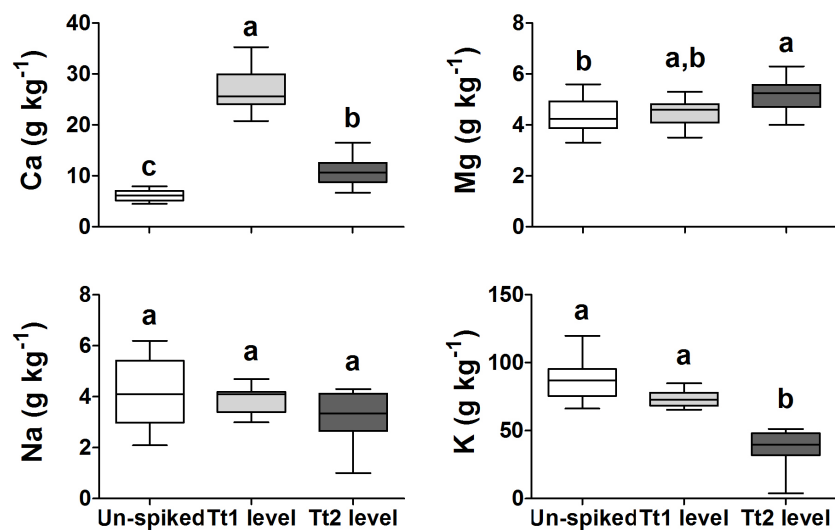 Ca (g kg⁻¹)
40
30
20
10
0
c
a
b
Mg (g kg⁻¹)
8
6
4
2
0
b
a,b
a
Na (g kg⁻¹)
8
6
4
2
0
a
a
a
Un-spiked Tt1 level Tt2 level
K (g kg⁻¹)
150
100
50
0
a
a
b
Un-spiked Tt1 level Tt2 level